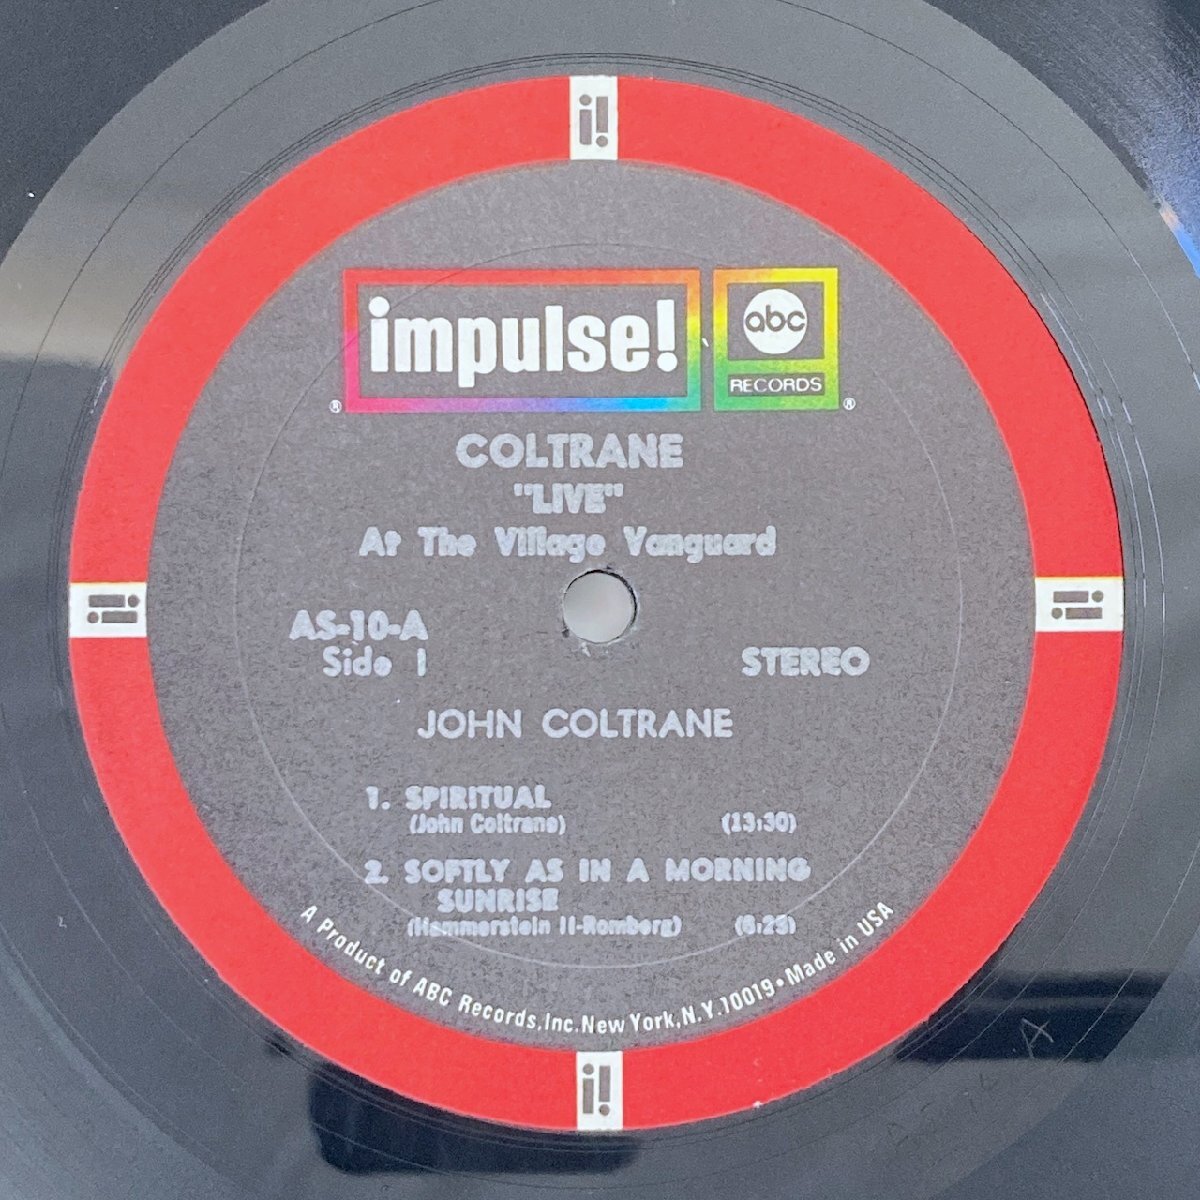 impulse!
abc
RECORDS
®
®
COLTRANE
"LIVE"
At The Village Vanguard
AS-10-A
Side 1
STEREO
JOHN COLTRANE
1. SPIRITUAL
(John Coltrane) (13:30)
2. SOFTLY AS IN A MORNING
SUNRISE
(Hammerstein II-Romberg) (6:25)
A Product of ABC Records, Inc. New York, N.Y. 10019 • Made in USA